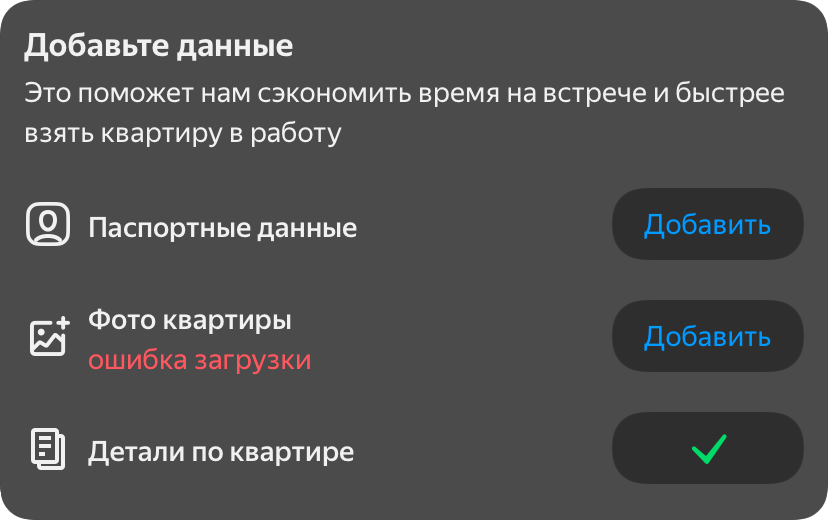 Добавьте данные
Это поможет нам сэкономить время на встрече и быстрее
взять квартиру в работу
Паспортные данные
Добавить
Фото квартиры
ошибка загрузки
Добавить
Детали по квартире